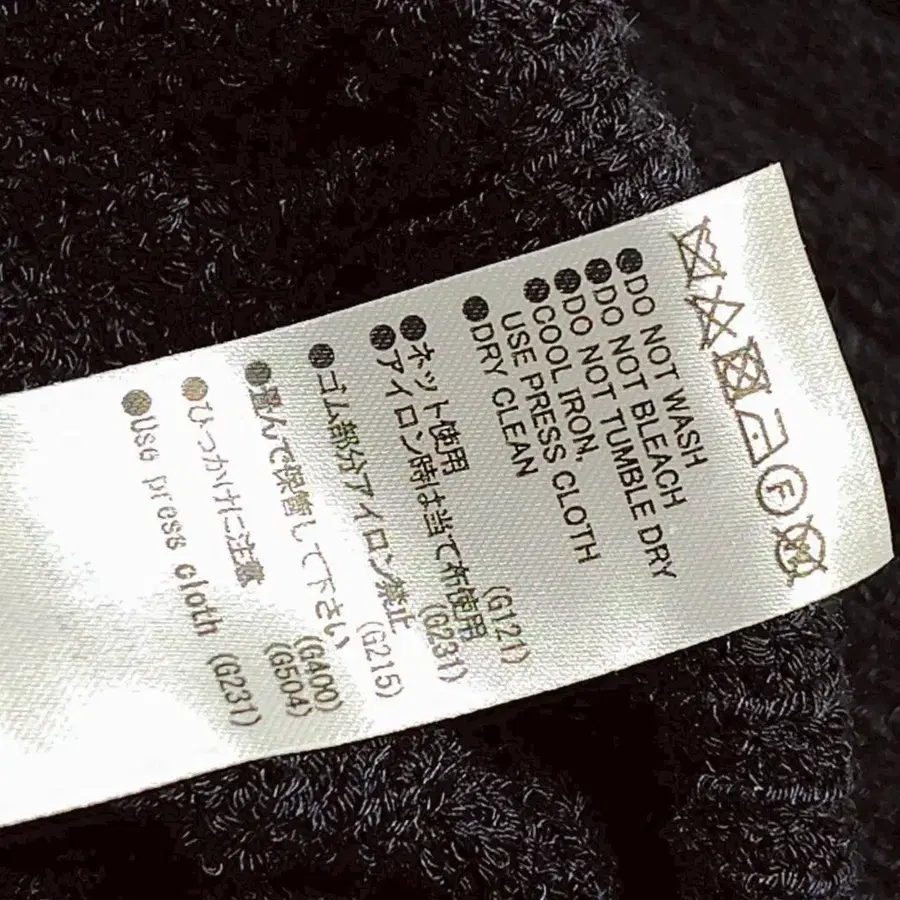 ●DO NOT WASH
●DO NOT BLEACH
●DO NOT TUMBLE DRY
●COOL IRON,
USE PRESS CLOTH
●DRY CLEAN
●ネット使用 (G121)
●アイロン時は当て布使用 (G231)
●ゴム部分アイロン禁止 (G215)
●畳んで保管して下さい (G400)
●ひっかけに注意 (G504)
●Use press cloth (G231)